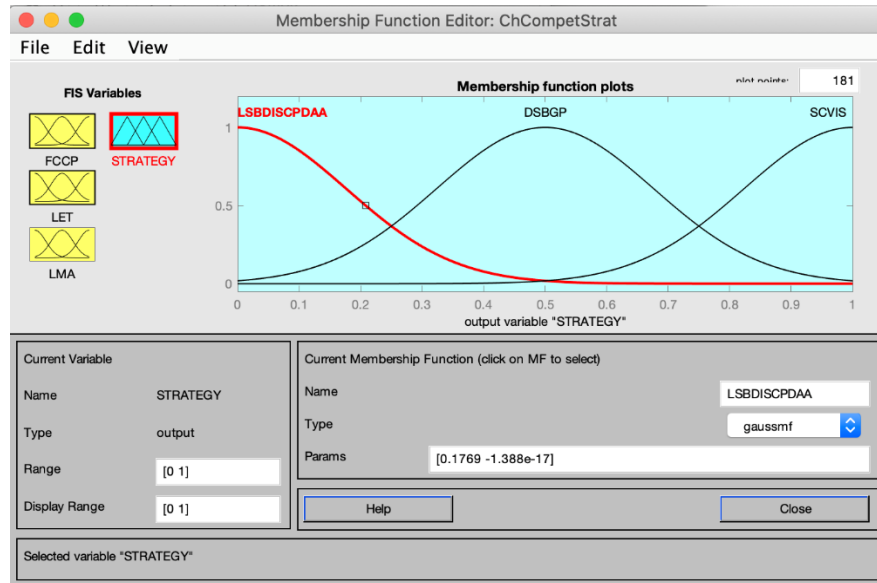 Membership Function Editor: ChCompetStrat
File Edit View
FIS Variables
FCCP
STRATEGY
LET
LMA
Membership function plots
plot points:
181
LSBDISCPDAA
DSBGP
SCVIS
1
0.5
0
0 0.1 0.2 0.3 0.4 0.5 0.6 0.7 0.8 0.9 1
output variable "STRATEGY"
Current Variable
Name STRATEGY
Type output
Range [0 1]
Display Range [0 1]
Current Membership Function (click on MF to select)
Name LSBDISCPDAA
Type gaussmf
Params [0.1769 -1.388e-17]
Help
Close
Selected variable "STRATEGY"